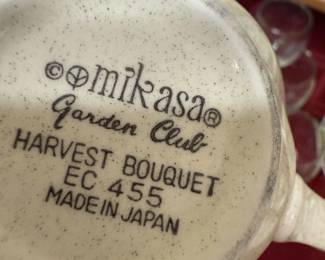 © mikasa®
Garden Club
HARVEST BOUQUET
EC 455
MADE IN JAPAN